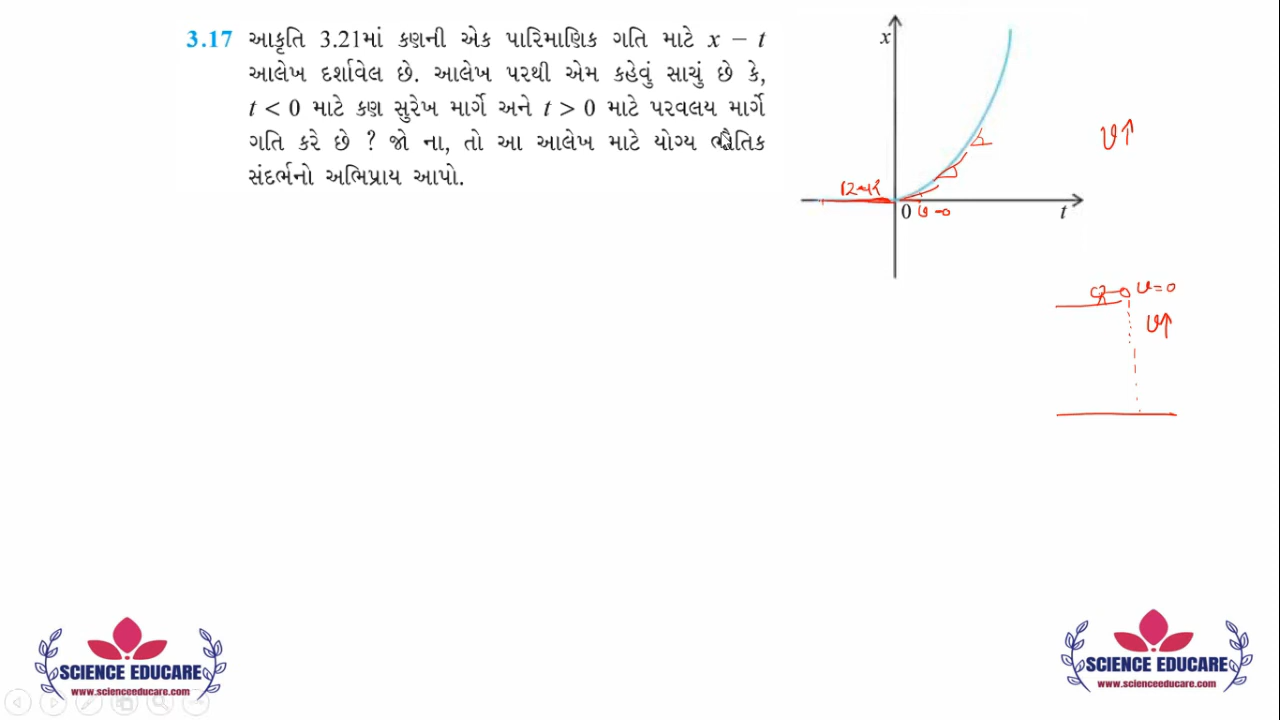 3.17 આકૃતિ 3.21માં કણની એક પારિમાણિક ગતિ માટે x – t
આલેખ દર્શાવેલ છે. આલેખ પરથી એમ કહેવું સાચું છે કે,
t < 0 માટે કણ સુરેખ માર્ગે અને t > 0 માટે પરવલય માર્ગે
ગતિ કરે છે ? જો ના, તો આ આલેખ માટે યોગ્ય ભૌતિક
સંદર્ભનો અભિપ્રાય આપો.
x
v↑
0
v=0
t
v=0
v↑
SCIENCE EDUCARE
www.scienceeducare.com
SCIENCE EDUCARE
www.scienceeducare.com